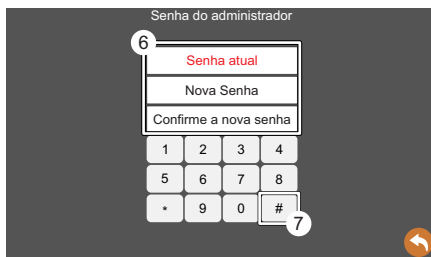 Senha do administrador
6
Senha atual
Nova Senha
Confirme a nova senha
1 2 3 4
5 6 7 8
* 9 0 #
7